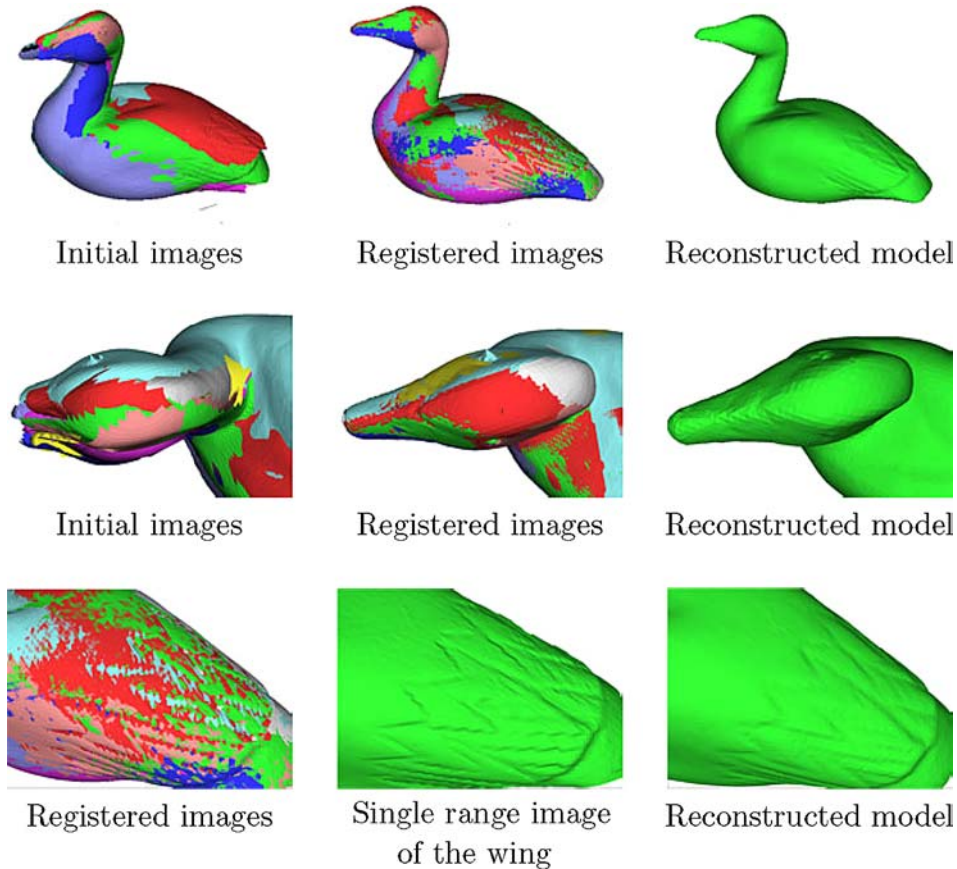 Initial images
Registered images
Reconstructed model
Initial images
Registered images
Reconstructed model
Registered images
Single range image
of the wing
Reconstructed model